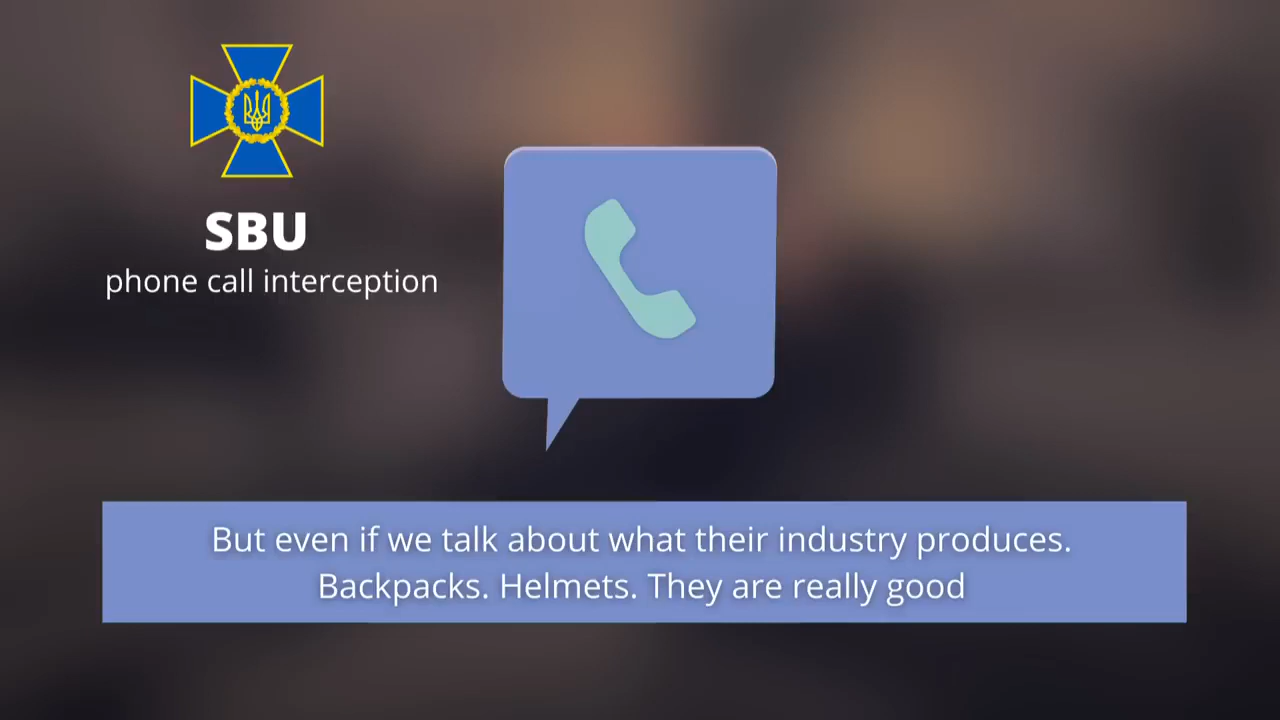 SBU
phone call interception
But even if we talk about what their industry produces.
Backpacks. Helmets. They are really good